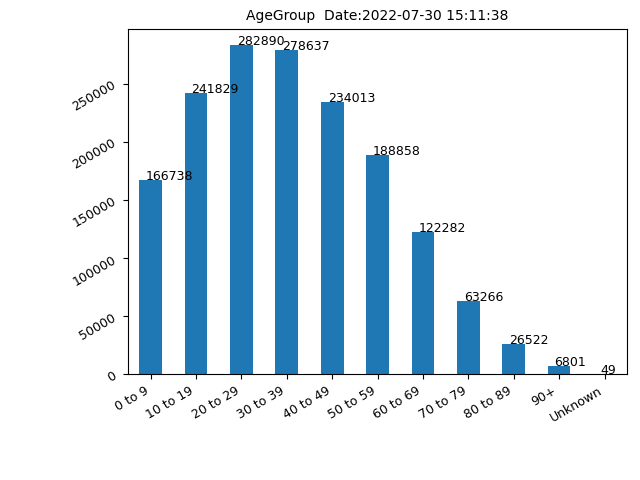 AgeGroup  Date:2022-07-30 15:11:38
282890
278637
250000
241829
234013
200000
188858
166738
150000
122282
100000
63266
50000
26522
6801
49
0
0 to 9
10 to 19
20 to 29
30 to 39
40 to 49
50 to 59
60 to 69
70 to 79
80 to 89
90+
Unknown